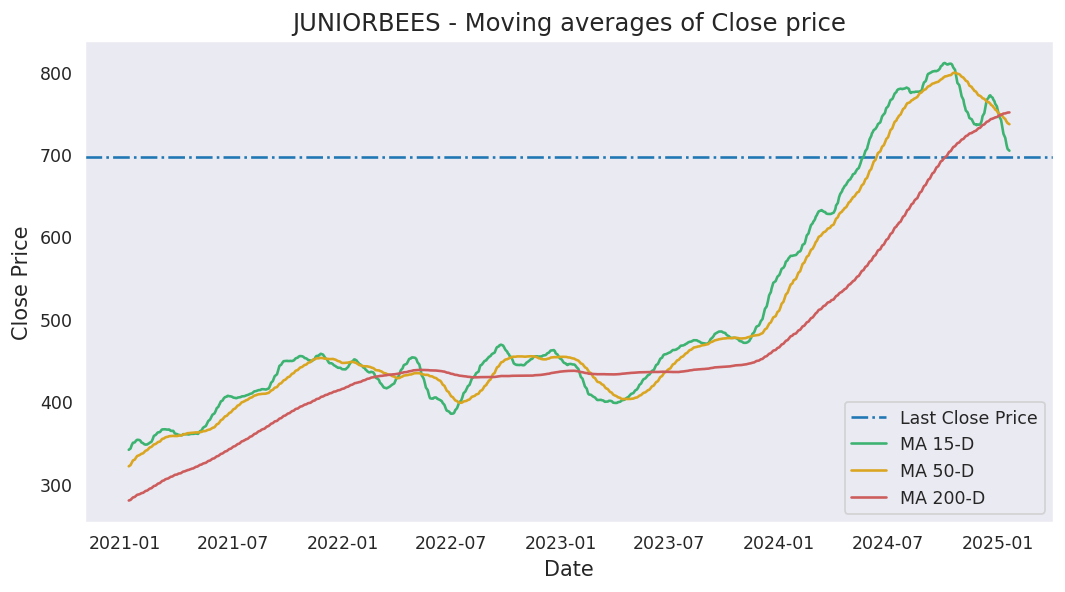 JUNIORBEES - Moving averages of Close price
Close Price
800
700
600
500
400
300
2021-01
2021-07
2022-01
2022-07
2023-01
2023-07
2024-01
2024-07
2025-01
Date
Last Close Price
MA 15-D
MA 50-D
MA 200-D